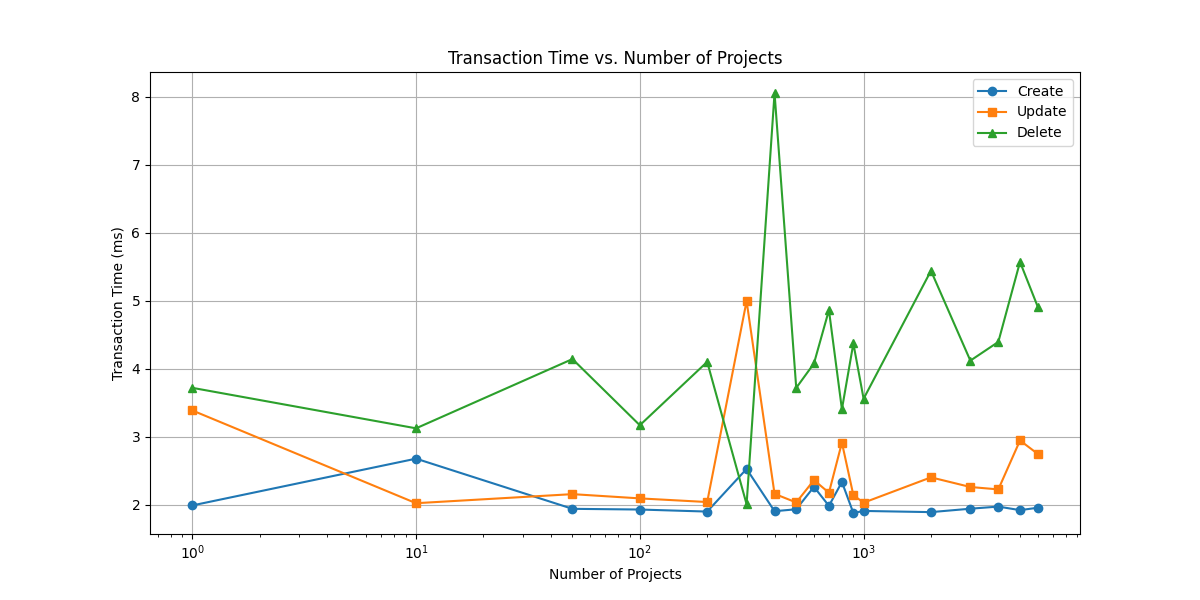 Transaction Time vs. Number of Projects
Create
Update
Delete
Transaction Time (ms)
8
7
6
5
4
3
2
10⁰
10¹
10²
10³
Number of Projects